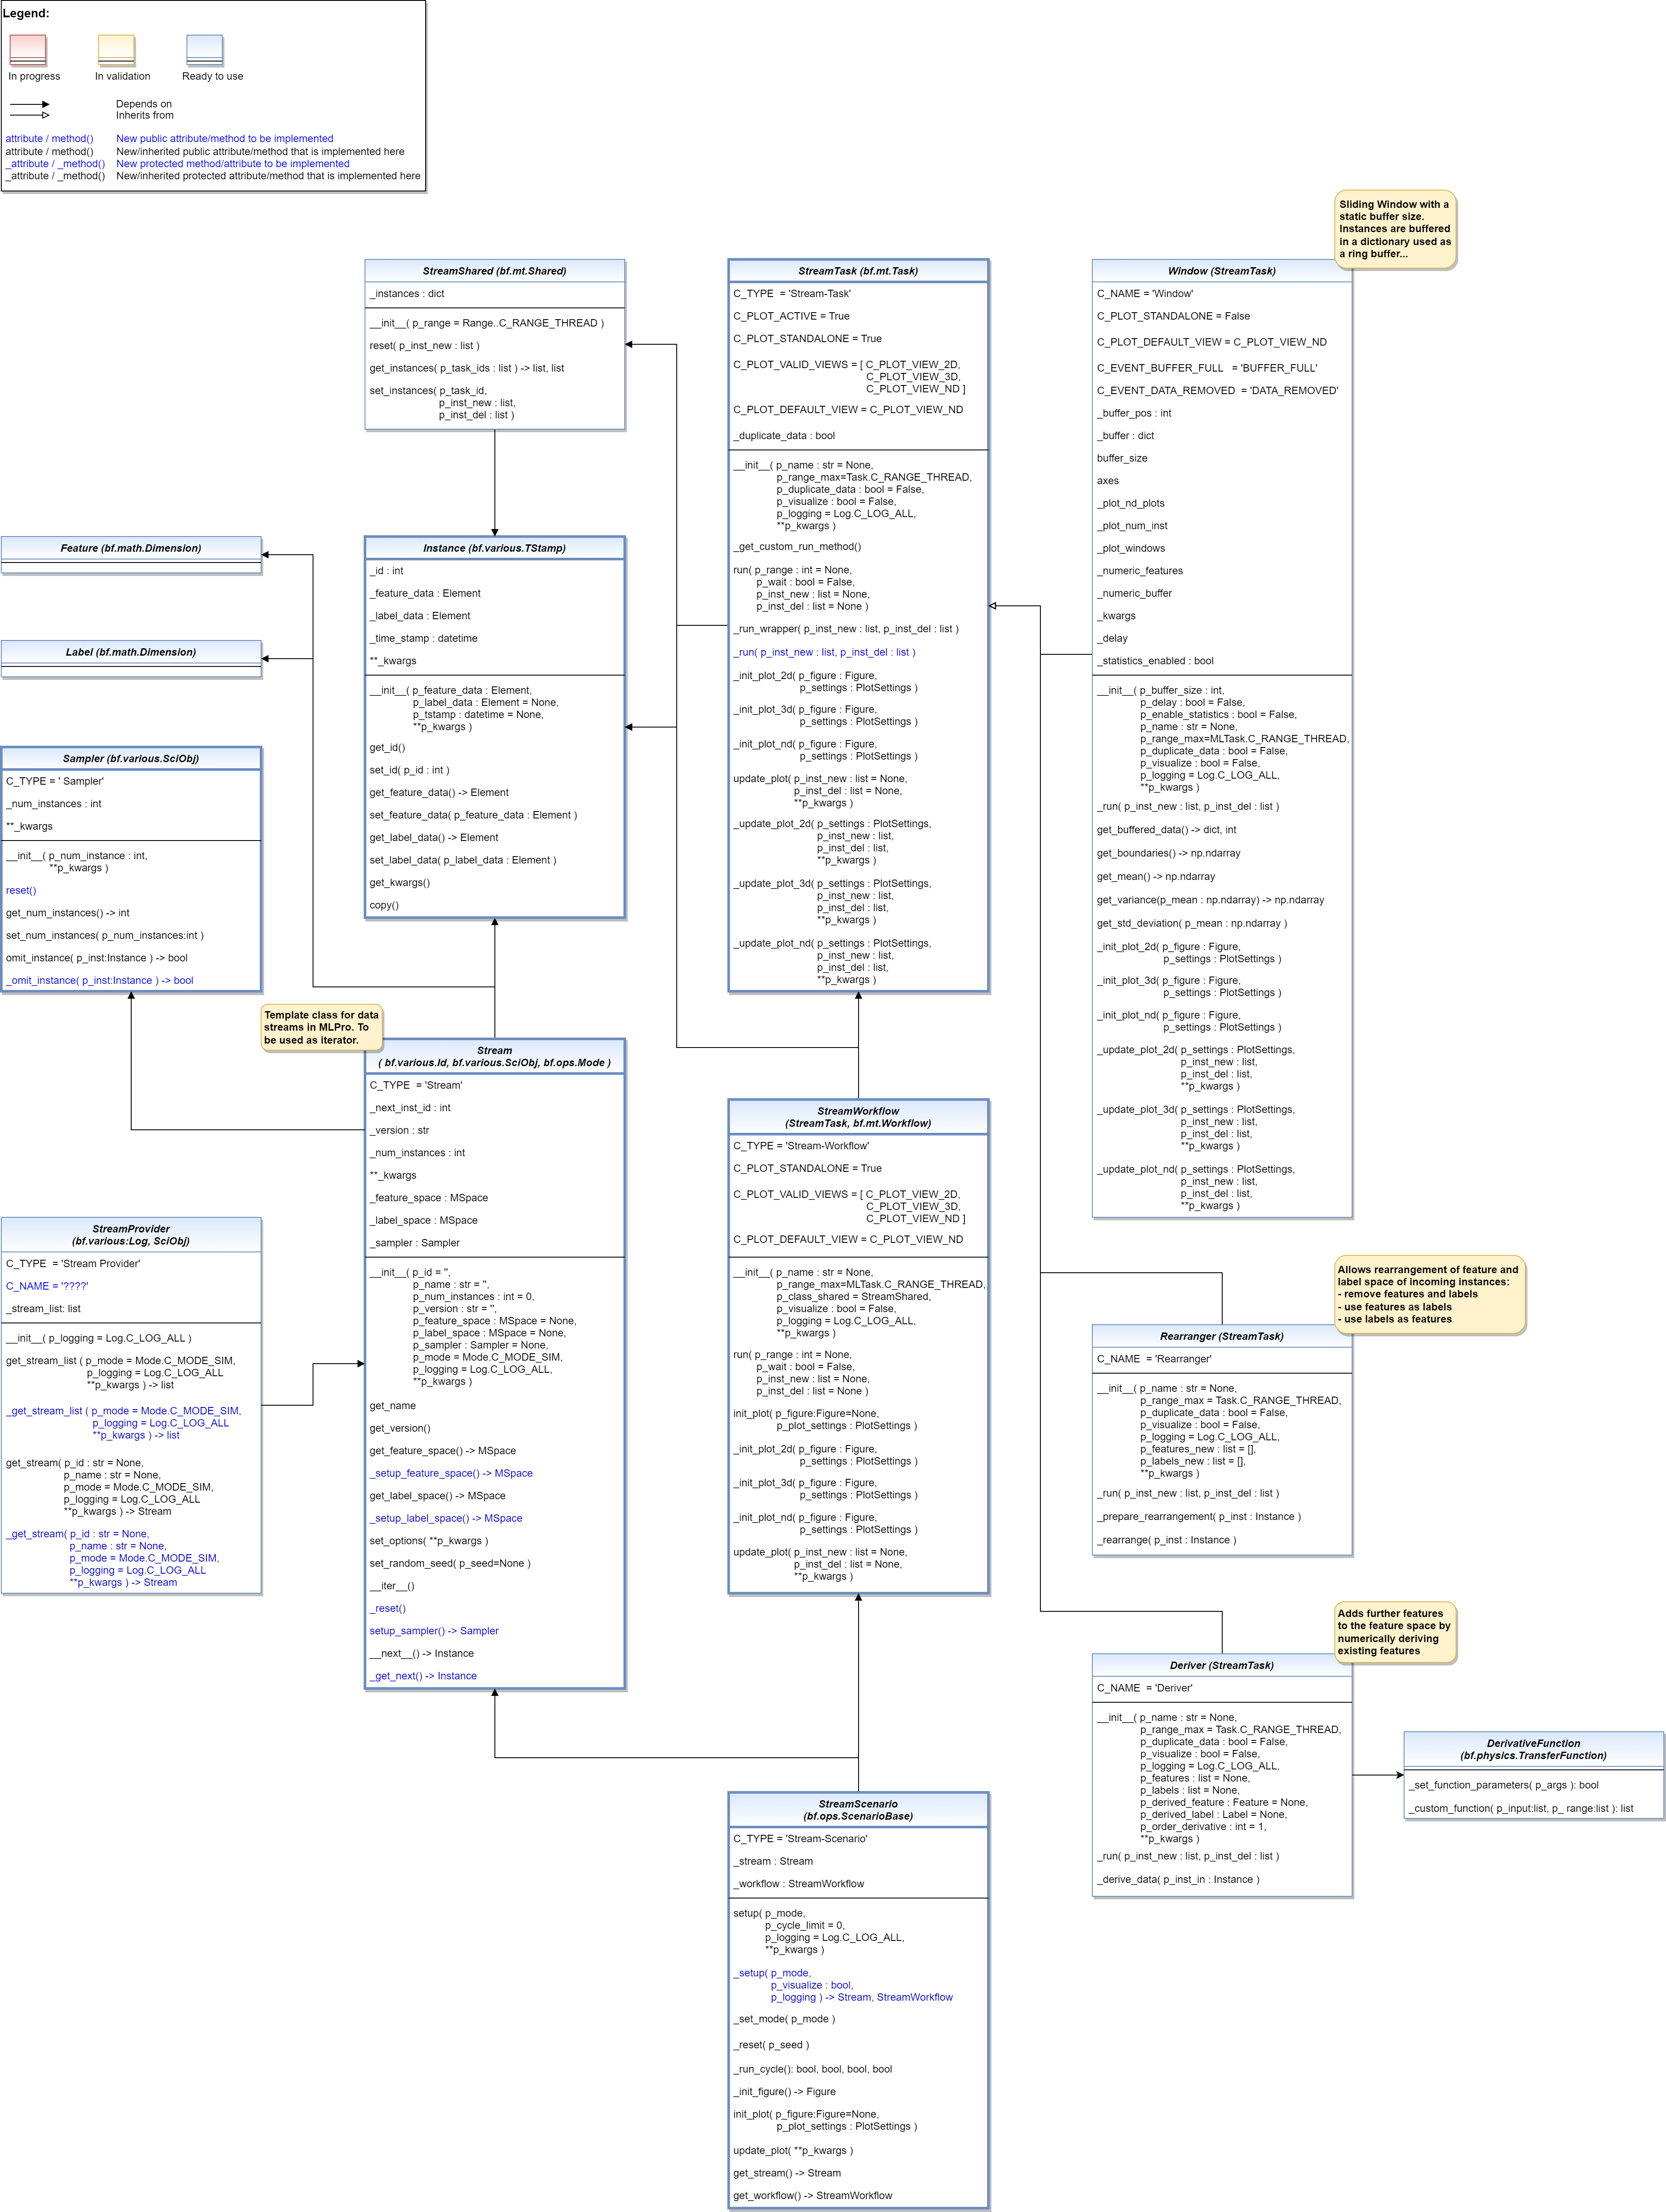 Legend:
In progress
In validation
Ready to use
Depends on
Inherits from
attribute / method() New public attribute/method to be implemented
attribute / method() New/inherited public attribute/method that is implemented here
_attribute / _method() New protected method/attribute to be implemented
_attribute / _method() New/inherited protected attribute/method that is implemented here
Sliding Window with a
static buffer size.
Instances are buffered
in a dictionary used as
a ring buffer...
StreamShared (bf.mt.Shared)
_instances : dict
__init__( p_range = Range..C_RANGE_THREAD )
reset( p_inst_new : list )
get_instances( p_task_ids : list ) -> list, list
set_instances( p_task_id,
p_inst_new : list,
p_inst_del : list )
StreamTask (bf.mt.Task)
C_TYPE = 'Stream-Task'
C_PLOT_ACTIVE = True
C_PLOT_STANDALONE = True
C_PLOT_VALID_VIEWS = [ C_PLOT_VIEW_2D,
C_PLOT_VIEW_3D,
C_PLOT_VIEW_ND ]
C_PLOT_DEFAULT_VIEW = C_PLOT_VIEW_ND
_duplicate_data : bool
__init__( p_name : str = None,
p_range_max=Task.C_RANGE_THREAD,
p_duplicate_data : bool = False,
p_visualize : bool = False,
p_logging = Log.C_LOG_ALL,
**p_kwargs )
_get_custom_run_method()
run( p_range : int = None,
p_wait : bool = False,
p_inst_new : list = None,
p_inst_del : list = None )
_run_wrapper( p_inst_new : list, p_inst_del : list )
_run( p_inst_new : list, p_inst_del : list )
_init_plot_2d( p_figure : Figure,
p_settings : PlotSettings )
_init_plot_3d( p_figure : Figure,
p_settings : PlotSettings )
_init_plot_nd( p_figure : Figure,
p_settings : PlotSettings )
update_plot( p_inst_new : list = None,
p_inst_del : list = None,
**p_kwargs )
_update_plot_2d( p_settings : PlotSettings,
p_inst_new : list,
p_inst_del : list,
**p_kwargs )
_update_plot_3d( p_settings : PlotSettings,
p_inst_new : list,
p_inst_del : list,
**p_kwargs )
_update_plot_nd( p_settings : PlotSettings,
p_inst_new : list,
p_inst_del : list,
**p_kwargs )
Window (StreamTask)
C_NAME = 'Window'
C_PLOT_STANDALONE = False
C_PLOT_DEFAULT_VIEW = C_PLOT_VIEW_ND
C_EVENT_BUFFER_FULL = 'BUFFER_FULL'
C_EVENT_DATA_REMOVED = 'DATA_REMOVED'
_buffer_pos : int
_buffer : dict
buffer_size
axes
_plot_nd_plots
_plot_num_inst
_plot_windows
_numeric_features
_numeric_buffer
_kwargs
_delay
_statistics_enabled : bool
__init__( p_buffer_size : int,
p_delay : bool = False,
p_enable_statistics : bool = False,
p_name : str = None,
p_range_max=MLTask.C_RANGE_THREAD,
p_duplicate_data : bool = False,
p_visualize : bool = False,
p_logging = Log.C_LOG_ALL,
**p_kwargs )
_run( p_inst_new : list, p_inst_del : list )
get_buffered_data() -> dict, int
get_boundaries() -> np.ndarray
get_mean() -> np.ndarray
get_variance(p_mean : np.ndarray) -> np.ndarray
get_std_deviation( p_mean : np.ndarray )
_init_plot_2d( p_figure : Figure,
p_settings : PlotSettings )
_init_plot_3d( p_figure : Figure,
p_settings : PlotSettings )
_init_plot_nd( p_figure : Figure,
p_settings : PlotSettings )
_update_plot_2d( p_settings : PlotSettings,
p_inst_new : list,
p_inst_del : list,
**p_kwargs )
_update_plot_3d( p_settings : PlotSettings,
p_inst_new : list,
p_inst_del : list,
**p_kwargs )
_update_plot_nd( p_settings : PlotSettings,
p_inst_new : list,
p_inst_del : list,
**p_kwargs )
Feature (bf.math.Dimension)
Label (bf.math.Dimension)
Instance (bf.various.TStamp)
_id : int
_feature_data : Element
_label_data : Element
_time_stamp : datetime
**_kwargs
__init__( p_feature_data : Element,
p_label_data : Element = None,
p_tstamp : datetime = None,
**p_kwargs )
get_id()
set_id( p_id : int )
get_feature_data() -> Element
set_feature_data( p_feature_data : Element )
get_label_data() -> Element
set_label_data( p_label_data : Element )
get_kwargs()
copy()
Sampler (bf.various.SciObj)
C_TYPE = ' Sampler'
_num_instances : int
**_kwargs
__init__( p_num_instance : int,
**p_kwargs )
reset()
get_num_instances() -> int
set_num_instances( p_num_instances:int )
omit_instance( p_inst:Instance ) -> bool
_omit_instance( p_inst:Instance ) -> bool
Template class for data
streams in MLPro. To
be used as iterator.
Stream
( bf.various.Id, bf.various.SciObj, bf.ops.Mode )
C_TYPE = 'Stream'
_next_inst_id : int
_version : str
_num_instances : int
**_kwargs
_feature_space : MSpace
_label_space : MSpace
_sampler : Sampler
__init__( p_id = '',
p_name : str = '',
p_num_instances : int = 0,
p_version : str = '',
p_feature_space : MSpace = None,
p_label_space : MSpace = None,
p_sampler : Sampler = None,
p_mode = Mode.C_MODE_SIM,
p_logging = Log.C_LOG_ALL,
**p_kwargs )
get_name
get_version()
get_feature_space() -> MSpace
_setup_feature_space() -> MSpace
get_label_space() -> MSpace
_setup_label_space() -> MSpace
set_options( **p_kwargs )
set_random_seed( p_seed=None )
__iter__()
_reset()
setup_sampler() -> Sampler
__next__() -> Instance
_get_next() -> Instance
StreamWorkflow
(StreamTask, bf.mt.Workflow)
C_TYPE = 'Stream-Workflow'
C_PLOT_STANDALONE = True
C_PLOT_VALID_VIEWS = [ C_PLOT_VIEW_2D,
C_PLOT_VIEW_3D,
C_PLOT_VIEW_ND ]
C_PLOT_DEFAULT_VIEW = C_PLOT_VIEW_ND
__init__( p_name : str = None,
p_range_max=MLTask.C_RANGE_THREAD,
p_class_shared = StreamShared,
p_visualize : bool = False,
p_logging = Log.C_LOG_ALL,
**p_kwargs )
run( p_range : int = None,
p_wait : bool = False,
p_inst_new : list = None,
p_inst_del : list = None )
init_plot( p_figure:Figure=None,
p_plot_settings : PlotSettings )
_init_plot_2d( p_figure : Figure,
p_settings : PlotSettings )
_init_plot_3d( p_figure : Figure,
p_settings : PlotSettings )
_init_plot_nd( p_figure : Figure,
p_settings : PlotSettings )
update_plot( p_inst_new : list = None,
p_inst_del : list = None,
**p_kwargs )
StreamProvider
(bf.various:Log, SciObj)
C_TYPE = 'Stream Provider'
C_NAME = '????'
_stream_list: list
__init__( p_logging = Log.C_LOG_ALL )
get_stream_list ( p_mode = Mode.C_MODE_SIM,
p_logging = Log.C_LOG_ALL
**p_kwargs ) -> list
_get_stream_list ( p_mode = Mode.C_MODE_SIM,
p_logging = Log.C_LOG_ALL
**p_kwargs ) -> list
get_stream( p_id : str = None,
p_name : str = None,
p_mode = Mode.C_MODE_SIM,
p_logging = Log.C_LOG_ALL
**p_kwargs ) -> Stream
_get_stream( p_id : str = None,
p_name : str = None,
p_mode = Mode.C_MODE_SIM,
p_logging = Log.C_LOG_ALL
**p_kwargs ) -> Stream
Allows rearrangement of feature and
label space of incoming instances:
- remove features and labels
- use features as labels
- use labels as features
Rearranger (StreamTask)
C_NAME = 'Rearranger'
__init__( p_name : str = None,
p_range_max = Task.C_RANGE_THREAD,
p_duplicate_data : bool = False,
p_visualize : bool = False,
p_logging = Log.C_LOG_ALL,
p_features_new : list = [],
p_labels_new : list = [],
**p_kwargs )
_run( p_inst_new : list, p_inst_del : list )
_prepare_rearrangement( p_inst : Instance )
_rearrange( p_inst : Instance )
Adds further features
to the feature space by
numerically deriving
existing features
Deriver (StreamTask)
C_NAME = 'Deriver'
__init__( p_name : str = None,
p_range_max = Task.C_RANGE_THREAD,
p_duplicate_data : bool = False,
p_visualize : bool = False,
p_logging = Log.C_LOG_ALL,
p_features : list = None,
p_labels : list = None,
p_derived_feature : Feature = None,
p_derived_label : Label = None,
p_order_derivative : int = 1,
**p_kwargs )
_run( p_inst_new : list, p_inst_del : list )
_derive_data( p_inst_in : Instance )
DerivativeFunction
(bf.physics.TransferFunction)
_set_function_parameters( p_args ): bool
_custom_function( p_input:list, p_ range:list ): list
StreamScenario
(bf.ops.ScenarioBase)
C_TYPE = 'Stream-Scenario'
_stream : Stream
_workflow : StreamWorkflow
setup( p_mode,
p_cycle_limit = 0,
p_logging = Log.C_LOG_ALL,
**p_kwargs )
_setup( p_mode,
p_visualize : bool,
p_logging ) -> Stream, StreamWorkflow
_set_mode( p_mode )
_reset( p_seed )
_run_cycle(): bool, bool, bool, bool
_init_figure() -> Figure
init_plot( p_figure:Figure=None,
p_plot_settings : PlotSettings )
update_plot( **p_kwargs )
get_stream() -> Stream
get_workflow() -> StreamWorkflow